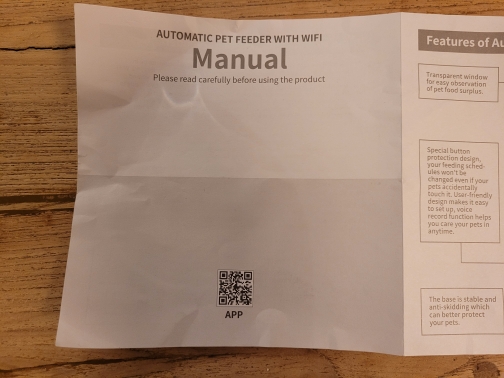 AUTOMATIC PET FEEDER WITH WIFI
Manual
Please read carefully before using the product
APP
Features of Au
Transparent window
for easy observation
of pet food surplus.
Special button
protection design,
your feeding sched-
ules won't be
changed even if your
pets accidentally
touch it. User-friendly
design makes it easy
to set up, voice
record function helps
you care your pets in
anytime.
The base is stable and
anti-skidding which
can better protect
your pets.